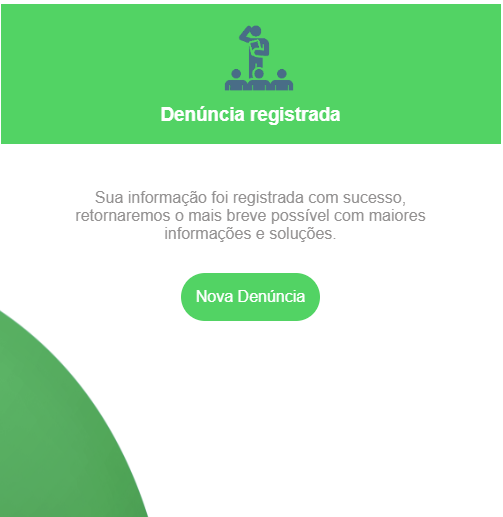 Denúncia registrada
Sua informação foi registrada com sucesso,
retornaremos o mais breve possível com maiores
informações e soluções.
Nova Denúncia